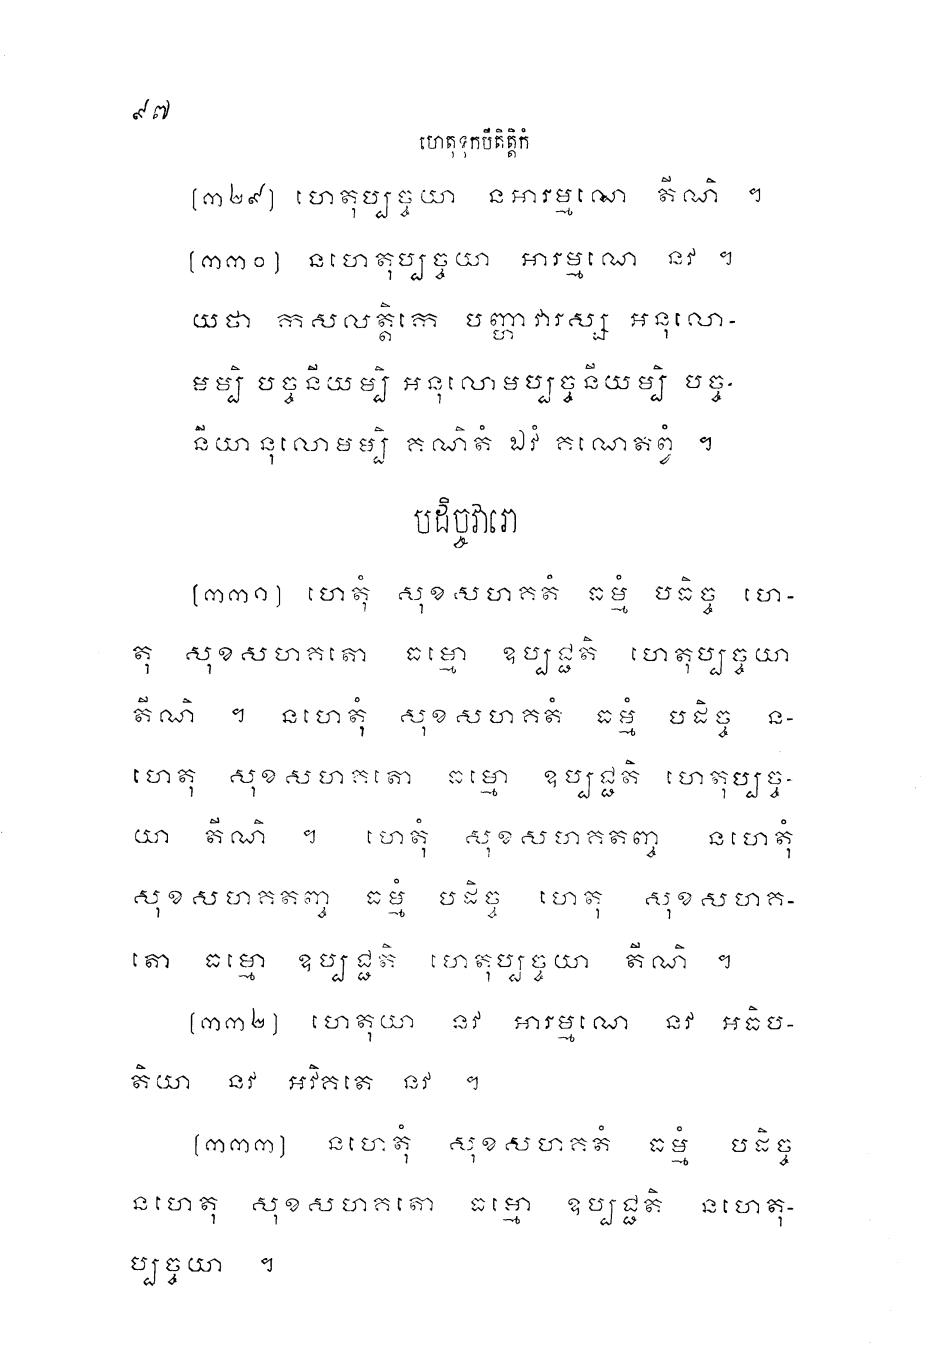 ៩៧
ហេតុទុកបីតិត្តិកំ
(៣២៩) ហេតុប្បច្ចយា នអារម្មណេ តីណិ ។
(៣៣០) នហេតុប្បច្ចយា អារម្មណេ នវ ។
យថា កុសលត្តិកេ បញ្ហាវារស្ស អនុលោ-
មម្បិ បច្ចនីយម្បិ អនុលោមប្បច្ចនីយម្បិ បច្ច-
នីយានុលោមម្បិ គណិតំ ឯវំ គណេតព្វំ ។
បដិច្ចវារោ
(៣៣១) ហេតុំ សុខសហគតំ ធម្មំ បដិច្ច ហេ-
តុ សុខសហគតោ ធម្មោ ឧប្បជ្ជតិ ហេតុប្បច្ចយា
តីណិ ។ នហេតុំ សុខសហគតំ ធម្មំ បដិច្ច ន-
ហេតុ សុខសហគតោ ធម្មោ ឧប្បជ្ជតិ ហេតុប្បច្ច-
យា តីណិ ។ ហេតុំ សុខសហគតញ្ច នហេតុំ
សុខសហគតញ្ច ធម្មំ បដិច្ច ហេតុ សុខសហគ-
តោ ធម្មោ ឧប្បជ្ជតិ ហេតុប្បច្ចយា តីណិ ។
(៣៣២) ហេតុយា នវ អារម្មណេ នវ អធិប-
តិយា នវ អវិគតេ នវ ។
(៣៣៣) នហេតុំ សុខសហគតំ ធម្មំ បដិច្ច
នហេតុ សុខសហគតោ ធម្មោ ឧប្បជ្ជតិ នហេតុ-
ប្បច្ចយា ។